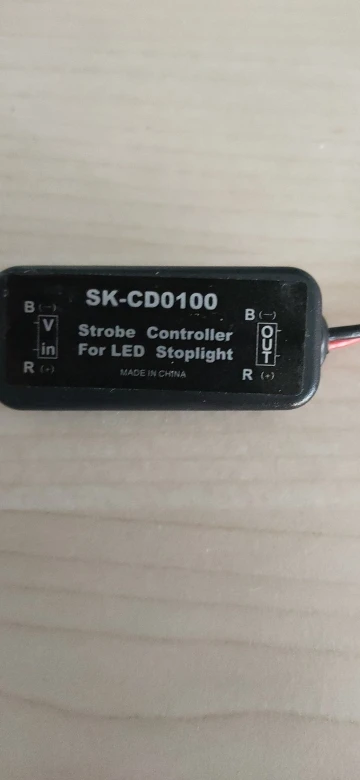 SK-CD0100
B (—)
V
in
R (+)
Strobe Controller
For LED Stoplight
MADE IN CHINA
B (—)
OUT
R (+)